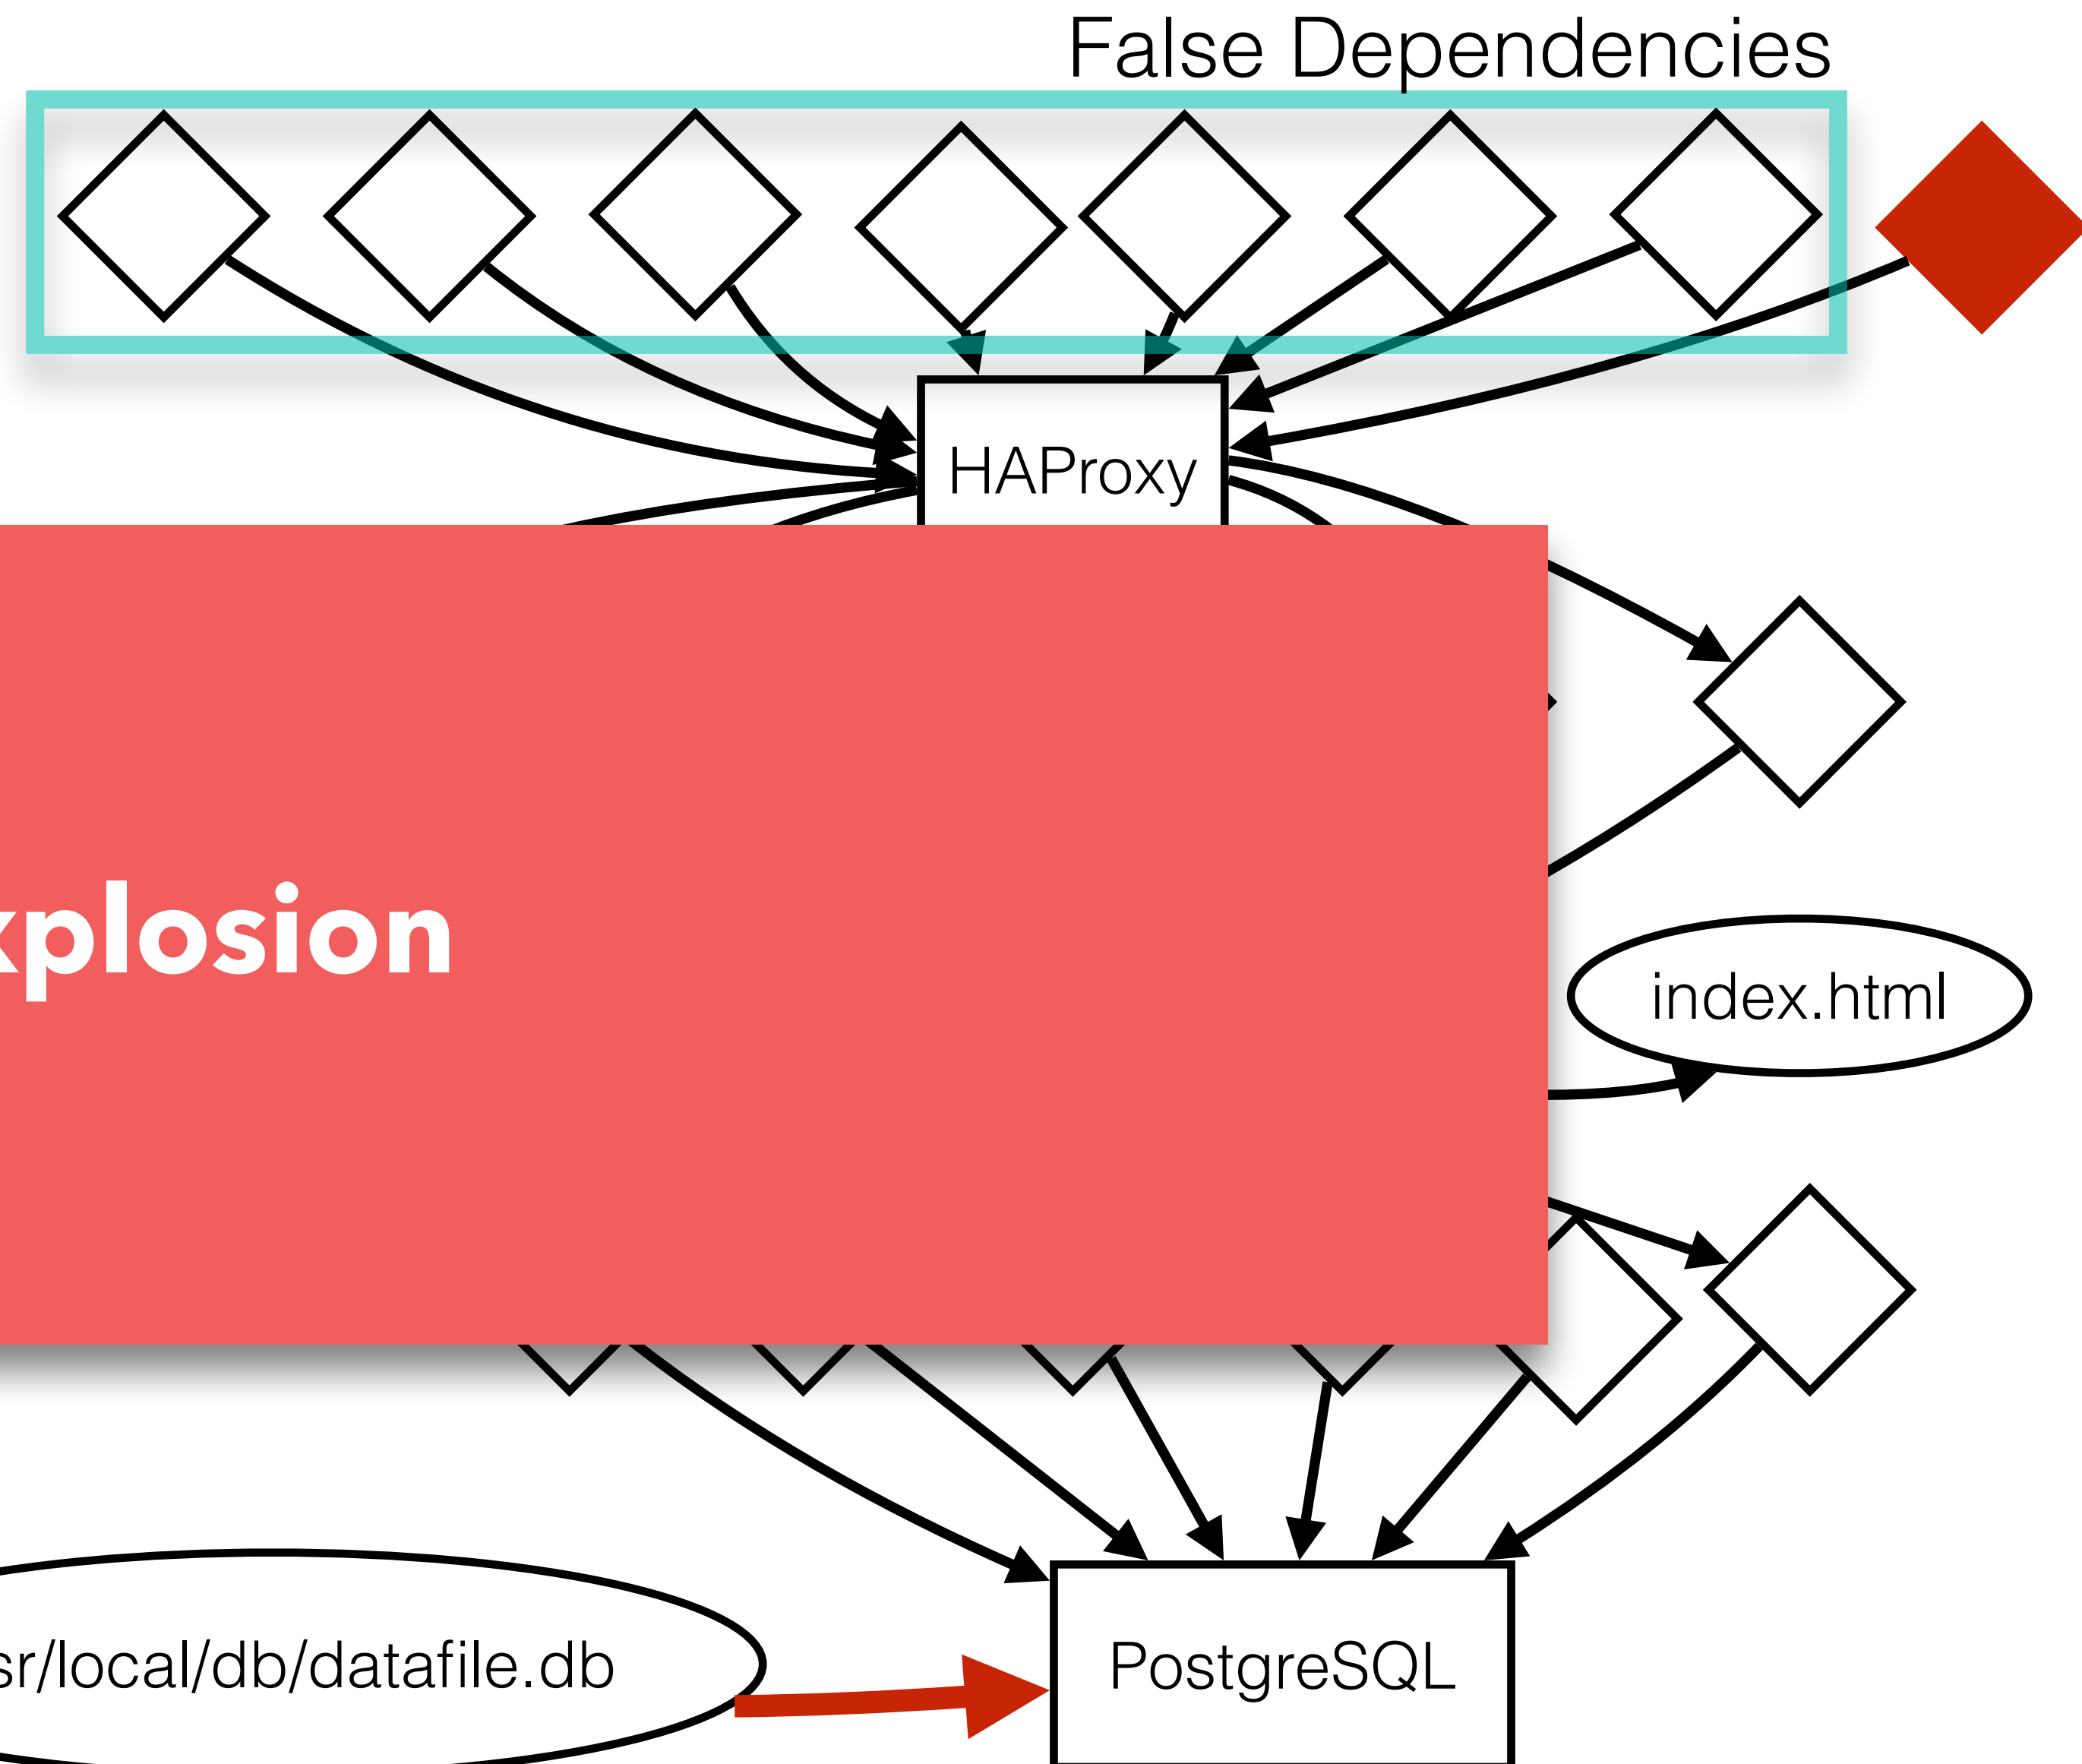 False Dependencies
HAProxy
xplosion
index.html
sr/local/db/datafile.db
PostgreSQL